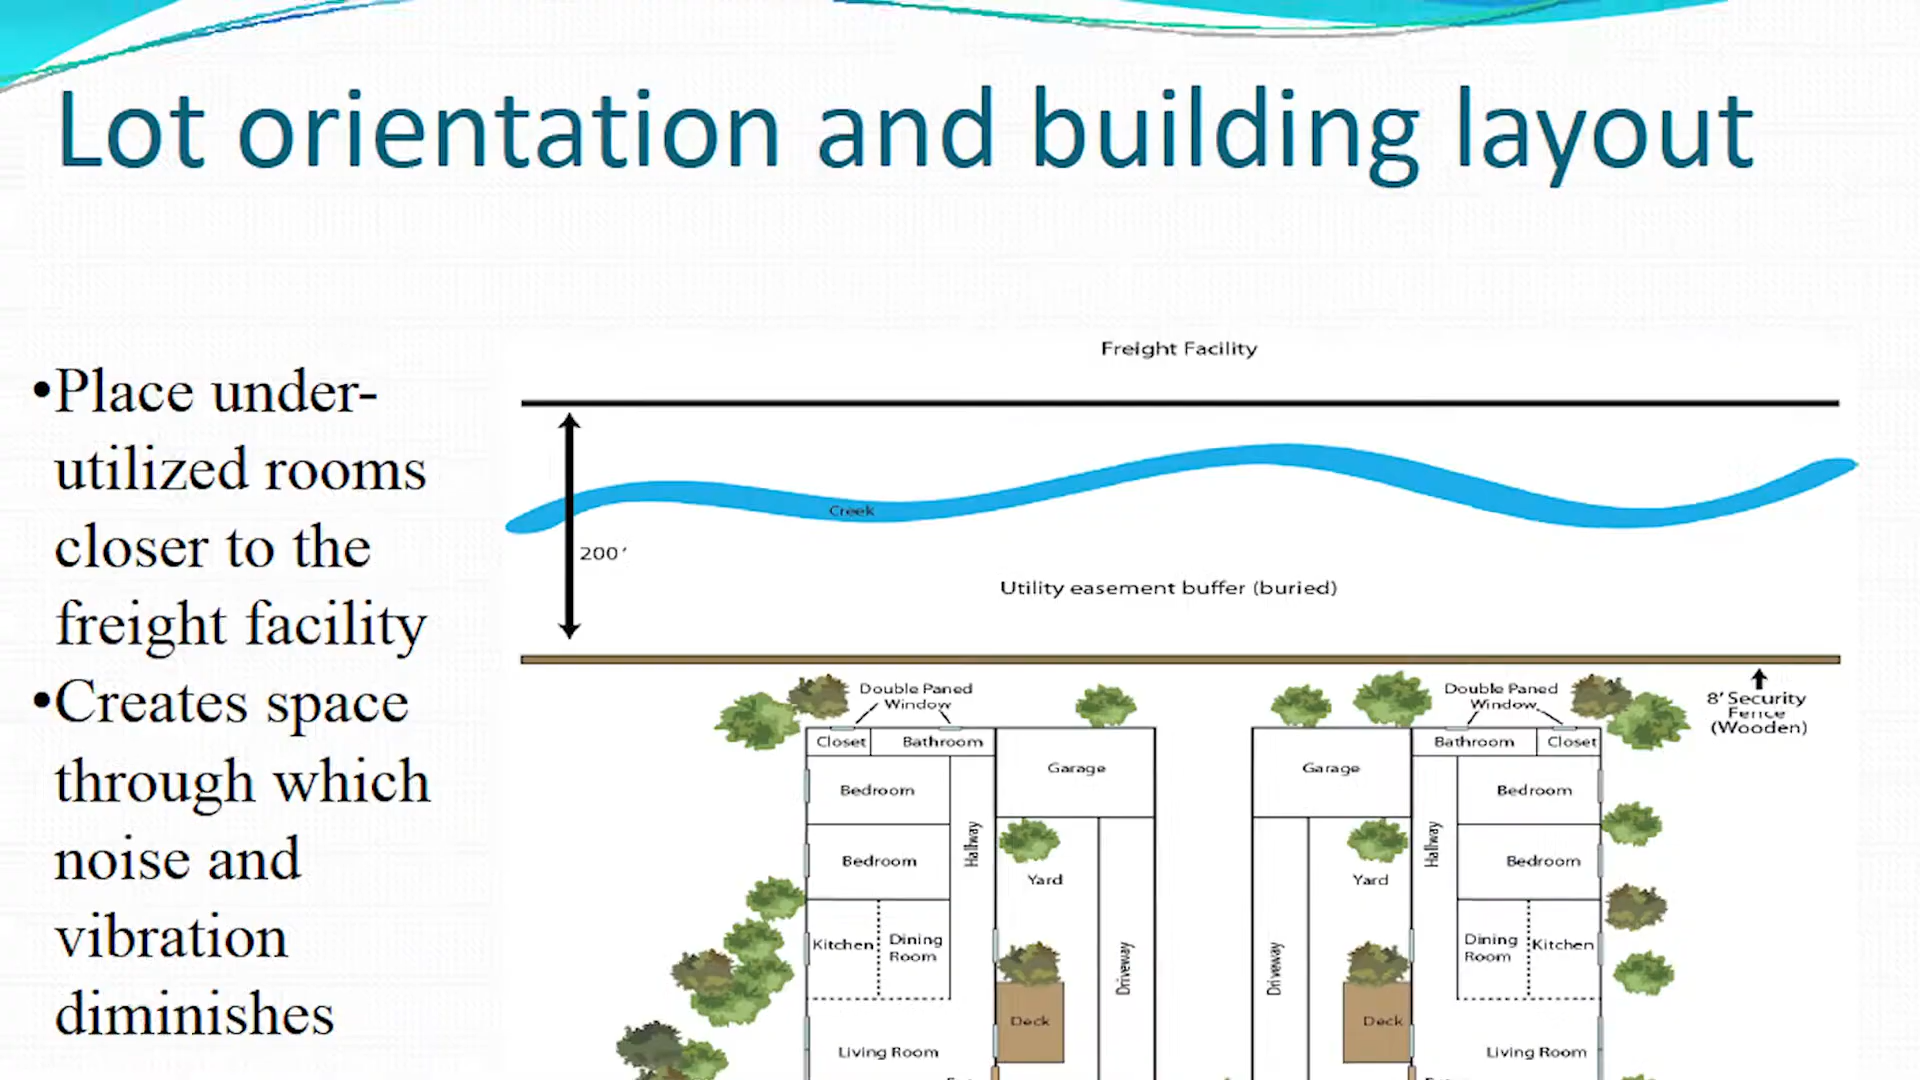 Lot orientation and building layout
•Place under-
utilized rooms
closer to the
freight facility
•Creates space
through which
noise and
vibration
diminishes
Freight Facility
Creek
200'
Utility easement buffer (buried)
Double Paned
Window
Double Paned
Window
8' Security
Fence
(Wooden)
Closet
Bathroom
Garage
Bedroom
Bedroom
Hallway
Yard
Kitchen
Dining
Room
Driveway
Deck
Living Room
Garage
Bathroom
Closet
Bedroom
Hallway
Bedroom
Yard
Driveway
Dining
Room
Kitchen
Deck
Living Room